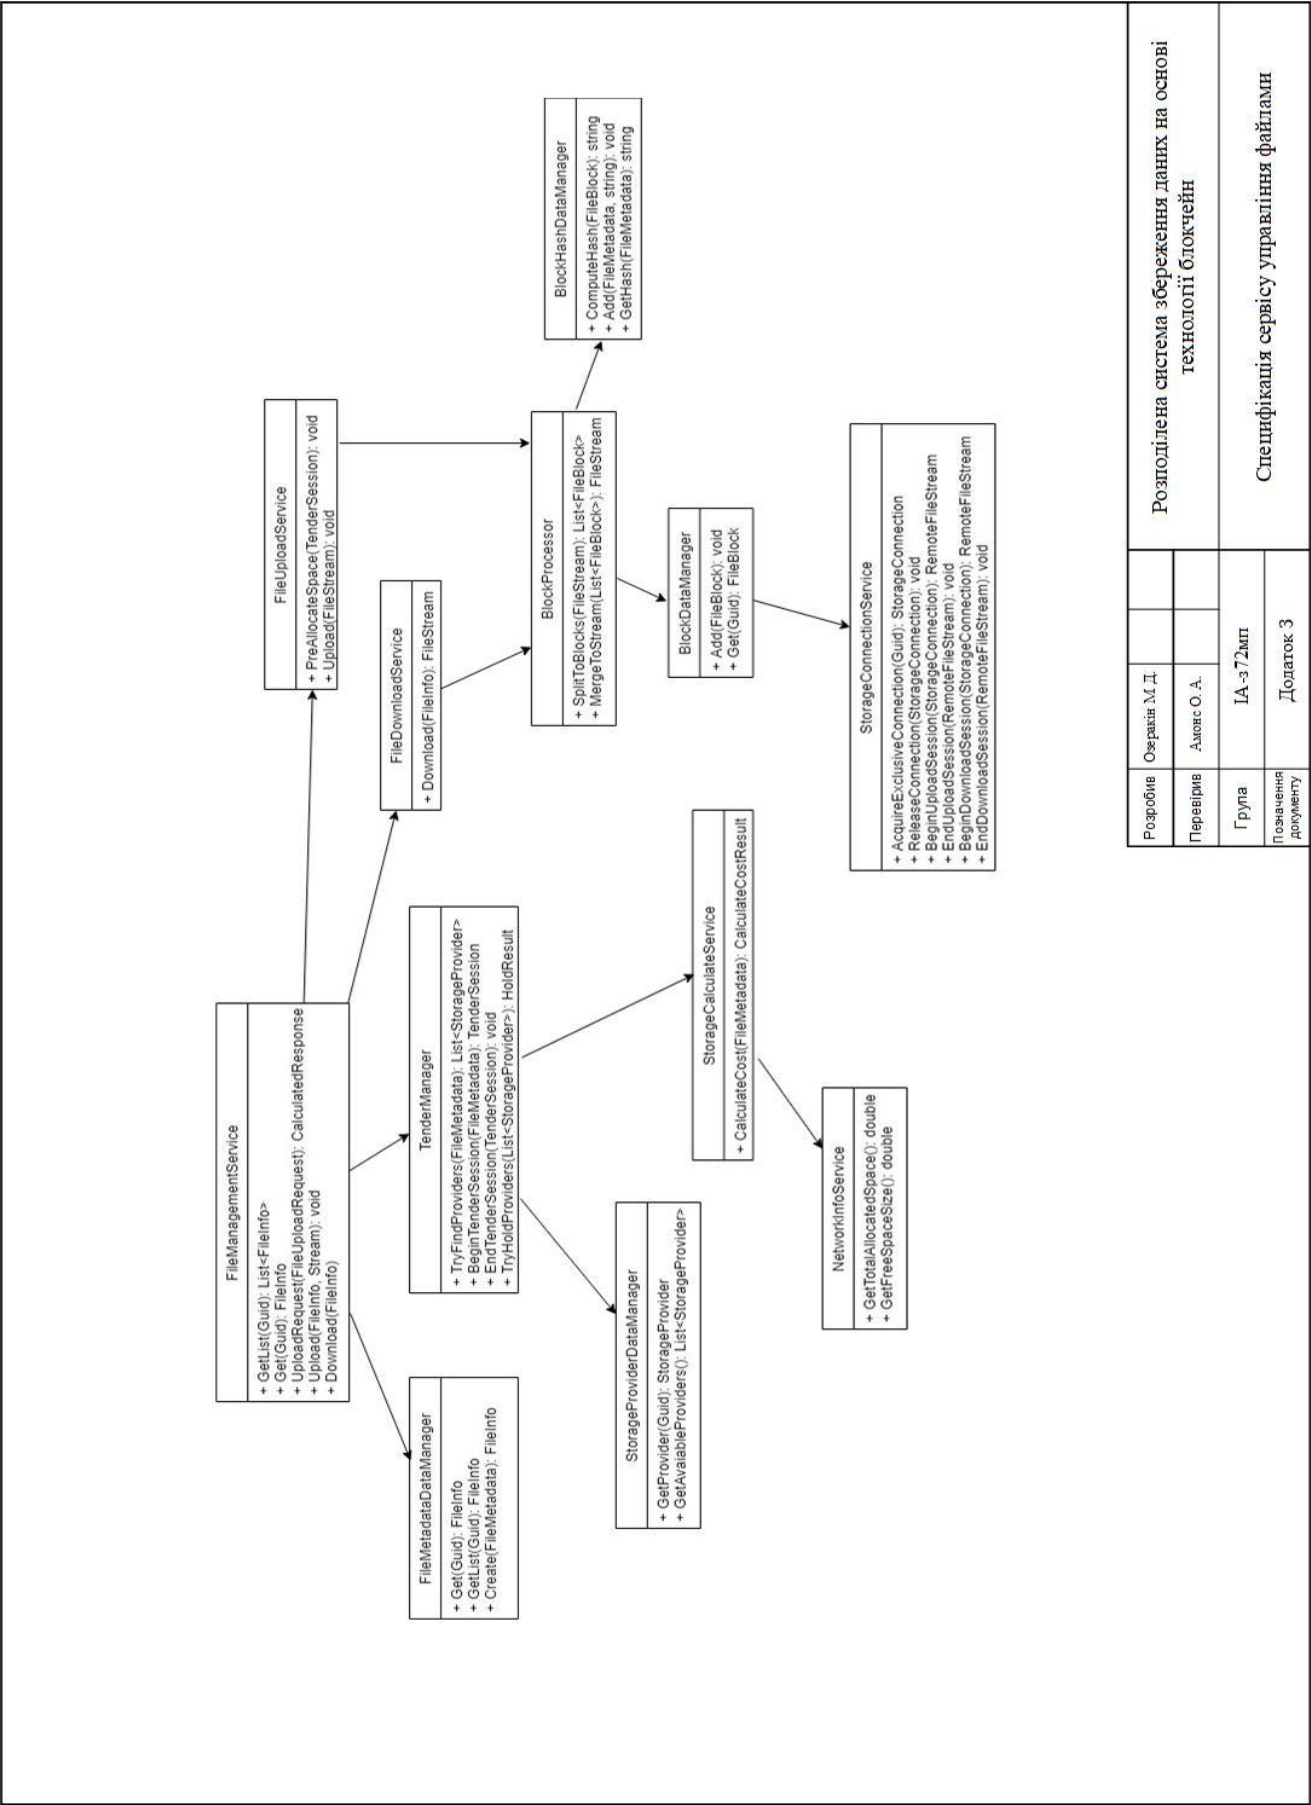 FileManagementService
+ GetList(Guid): List<FileInfo>
+ Get(Guid): FileInfo
+ UploadRequest(FileUploadRequest): CalculatedResponse
+ Upload(FileInfo, Stream): void
+ Download(FileInfo)
FileUploadService
+ PreAllocateSpace(TenderSession): void
+ Upload(FileStream): void
FileDownloadService
+ Download(FileInfo): FileStream
FileMetadataDataManager
+ Get(Guid): FileInfo
+ GetList(Guid): FileInfo
+ Create(FileMetadata): FileInfo
TenderManager
+ TryFindProviders(FileMetadata): List<StorageProvider>
+ BeginTenderSession(FileMetadata): TenderSession
+ EndTenderSession(TenderSession): void
+ TryHoldProviders(List<StorageProvider>): HoldResult
BlockProcessor
+ SplitToBlocks(FileStream): List<FileBlock>
+ MergeToStream(List<FileBlock>): FileStream
BlockHashDataManager
+ ComputeHash(FileBlock): string
+ Add(FileMetadata, string): void
+ GetHash(FileMetadata): string
StorageProviderDataManager
+ GetProvider(Guid): StorageProvider
+ GetAvaiableProviders(): List<StorageProvider>
StorageCalculateService
+ CalculateCost(FileMetadata): CalculateCostResult
BlockDataManager
+ Add(FileBlock): void
+ Get(Guid): FileBlock
NetworkInfoService
+ GetTotalAllocatedSpace(): double
+ GetFreeSpaceSize(): double
StorageConnectionService
+ AcquireExclusiveConnection(Guid): StorageConnection
+ ReleaseConnection(StorageConnection): void
+ BeginUploadSession(StorageConnection): RemoteFileStream
+ EndUploadSession(RemoteFileStream): void
+ BeginDownloadSession(StorageConnection): RemoteFileStream
+ EndDownloadSession(RemoteFileStream): void
Розробив
Озеракін М. Д.
Перевірив
Амонс О. А.
Група
ІА-з72мп
Позначення
документу
Додаток 3
Розподілена система збереження даних на основі
технології блокчейн
Специфікація сервісу управління файлами